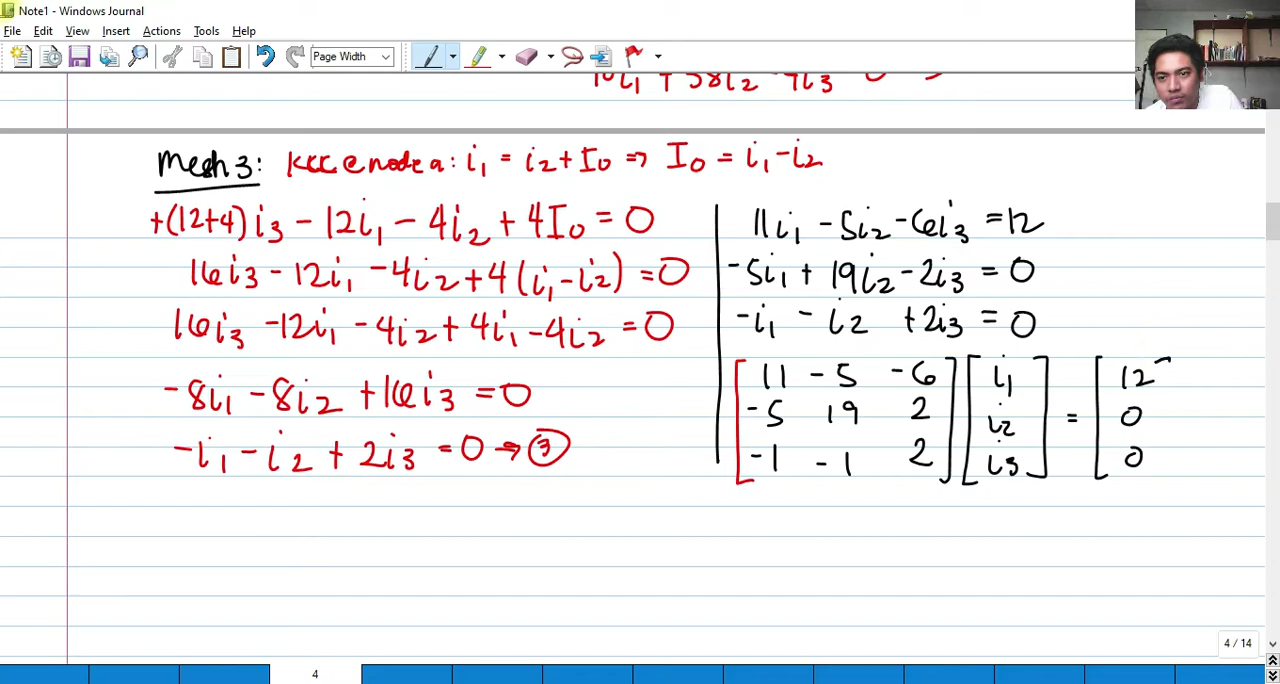 Note1 - Windows Journal
File Edit View Insert Actions Tools Help
Page Width
Mesh 3: KCL @ node a: i1 = i2 + I0 ⇒ I0 = i1 - i2
+(12+4)i3 - 12i1 - 4i2 + 4I0 = 0
16i3 - 12i1 - 4i2 + 4(i1 - i2) = 0
16i3 - 12i1 - 4i2 + 4i1 - 4i2 = 0
-8i1 - 8i2 + 16i3 = 0
-i1 - i2 + 2i3 = 0 ⇒ ③
11i1 - 5i2 - 6i3 = 12
-5i1 + 19i2 - 2i3 = 0
-i1 - i2 + 2i3 = 0
[ 11 -5 -6 ] [ i1 ] = [ 12
-5 19 2 i2 0
-1 -1 2 i3 0
4 / 14
4